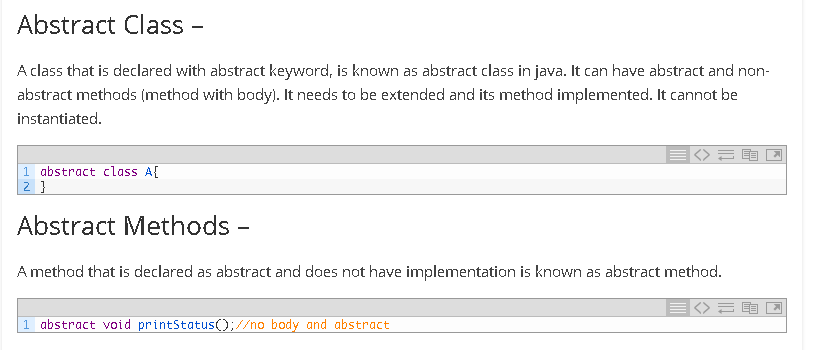 Abstract Class –
A class that is declared with abstract keyword, is known as abstract class in java. It can have abstract and non-
abstract methods (method with body). It needs to be extended and its method implemented. It cannot be
instantiated.
1 abstract class A{
2 }
Abstract Methods –
A method that is declared as abstract and does not have implementation is known as abstract method.
1 abstract void printStatus();//no body and abstract